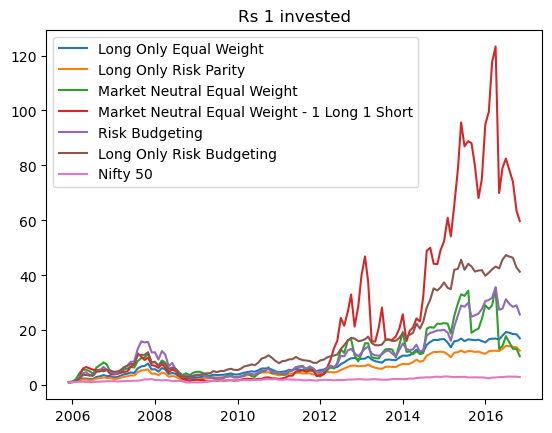 Rs 1 invested
Long Only Equal Weight
Long Only Risk Parity
Market Neutral Equal Weight
Market Neutral Equal Weight - 1 Long 1 Short
Risk Budgeting
Long Only Risk Budgeting
Nifty 50
120
100
80
60
40
20
0
2006 2008 2010 2012 2014 2016